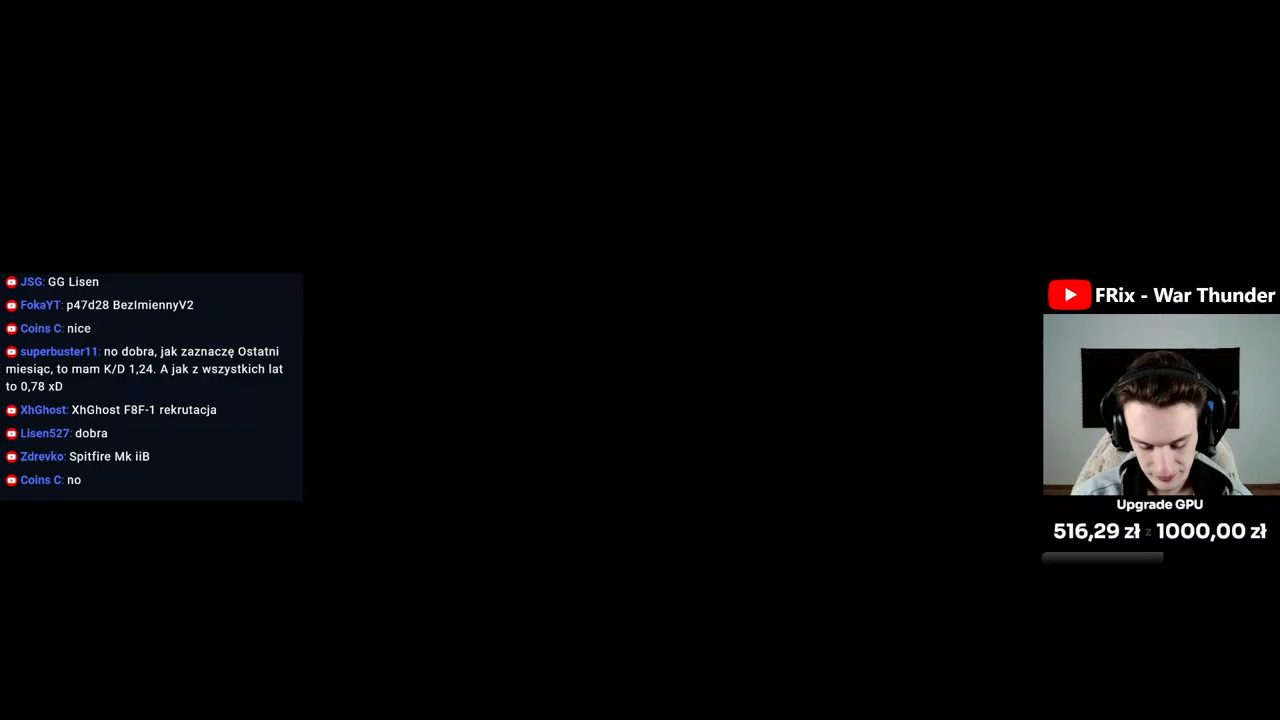 JSG: GG Lisen
FokaYT: p47d28 BezImiennyV2
Coins C: nice
superbuster11: no dobra, jak zaznaczę Ostatni
miesiąc, to mam K/D 1,24. A jak z wszystkich lat
to 0,78 xD
XhGhost: XhGhost F8F-1 rekrutacja
Lisen527: dobra
Zdrevko: Spitfire Mk iiB
Coins C: no
FRix - War Thunder
Upgrade GPU
516,29 zł z 1000,00 zł